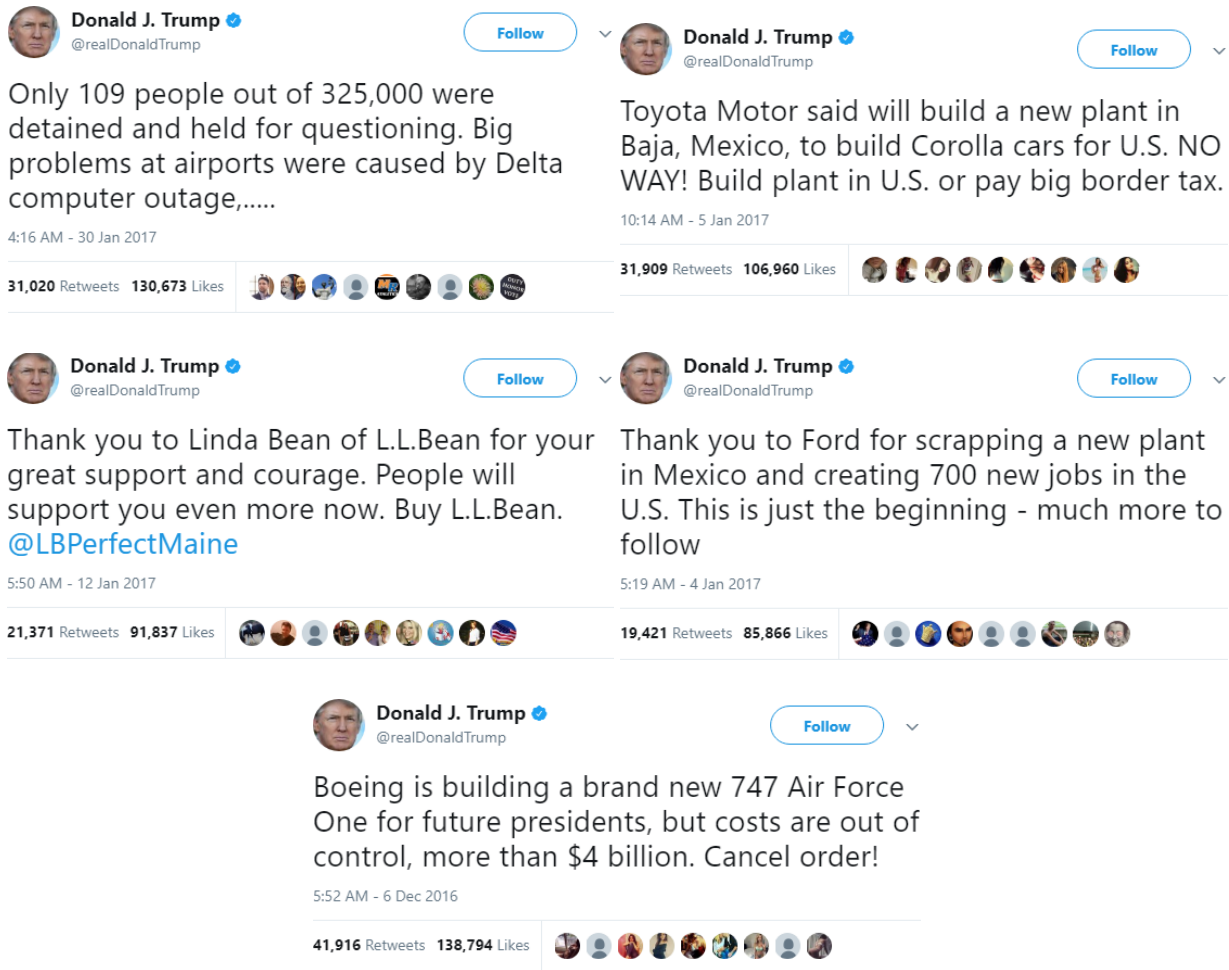 Donald J. Trump
@realDonaldTrump
Follow
Only 109 people out of 325,000 were
detained and held for questioning. Big
problems at airports were caused by Delta
computer outage,.....
4:16 AM - 30 Jan 2017
31,020 Retweets 130,673 Likes
Donald J. Trump
@realDonaldTrump
Follow
Toyota Motor said will build a new plant in
Baja, Mexico, to build Corolla cars for U.S. NO
WAY! Build plant in U.S. or pay big border tax.
10:14 AM - 5 Jan 2017
31,909 Retweets 106,960 Likes
Donald J. Trump
@realDonaldTrump
Follow
Thank you to Linda Bean of L.L.Bean for your
great support and courage. People will
support you even more now. Buy L.L.Bean.
@LBPerfectMaine
5:50 AM - 12 Jan 2017
21,371 Retweets 91,837 Likes
Donald J. Trump
@realDonaldTrump
Follow
Thank you to Ford for scrapping a new plant
in Mexico and creating 700 new jobs in the
U.S. This is just the beginning - much more to
follow
5:19 AM - 4 Jan 2017
19,421 Retweets 85,866 Likes
Donald J. Trump
@realDonaldTrump
Follow
Boeing is building a brand new 747 Air Force
One for future presidents, but costs are out of
control, more than $4 billion. Cancel order!
5:52 AM - 6 Dec 2016
41,916 Retweets 138,794 Likes